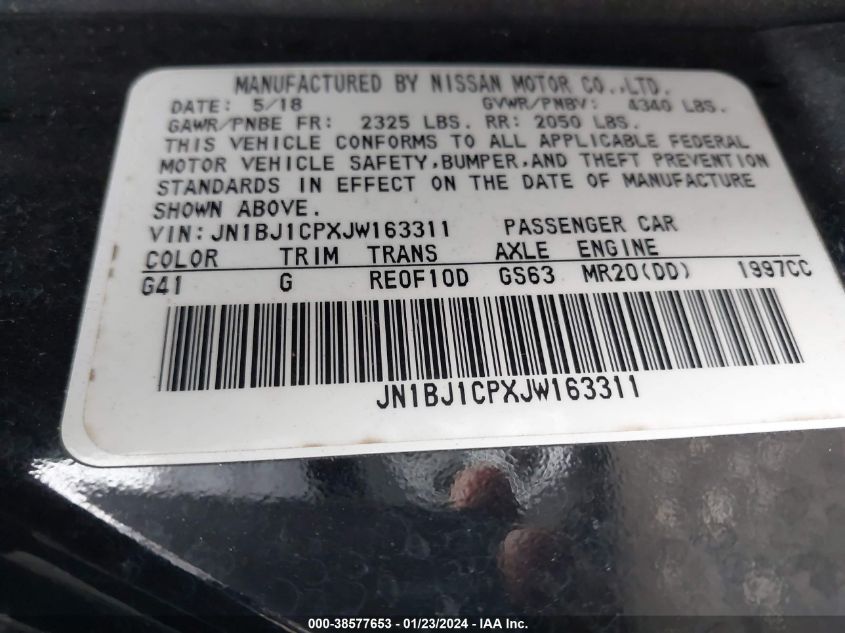 MANUFACTURED BY NISSAN MOTOR CO.,LTD.
DATE: 5/18 GVWR/PNBV: 4340 LBS.
GAWR/PNBE FR: 2325 LBS. RR: 2050 LBS.
THIS VEHICLE CONFORMS TO ALL APPLICABLE FEDERAL
MOTOR VEHICLE SAFETY,BUMPER,AND THEFT PREVENTION
STANDARDS IN EFFECT ON THE DATE OF MANUFACTURE
SHOWN ABOVE.
VIN:JN1BJ1CPXJW163311 PASSENGER CAR
COLOR TRIM TRANS AXLE ENGINE
G41 G RE0F10D GS63 MR20(DD) 1997CC
JN1BJ1CPXJW163311
000-38577653 - 01/23/2024 - IAA Inc.